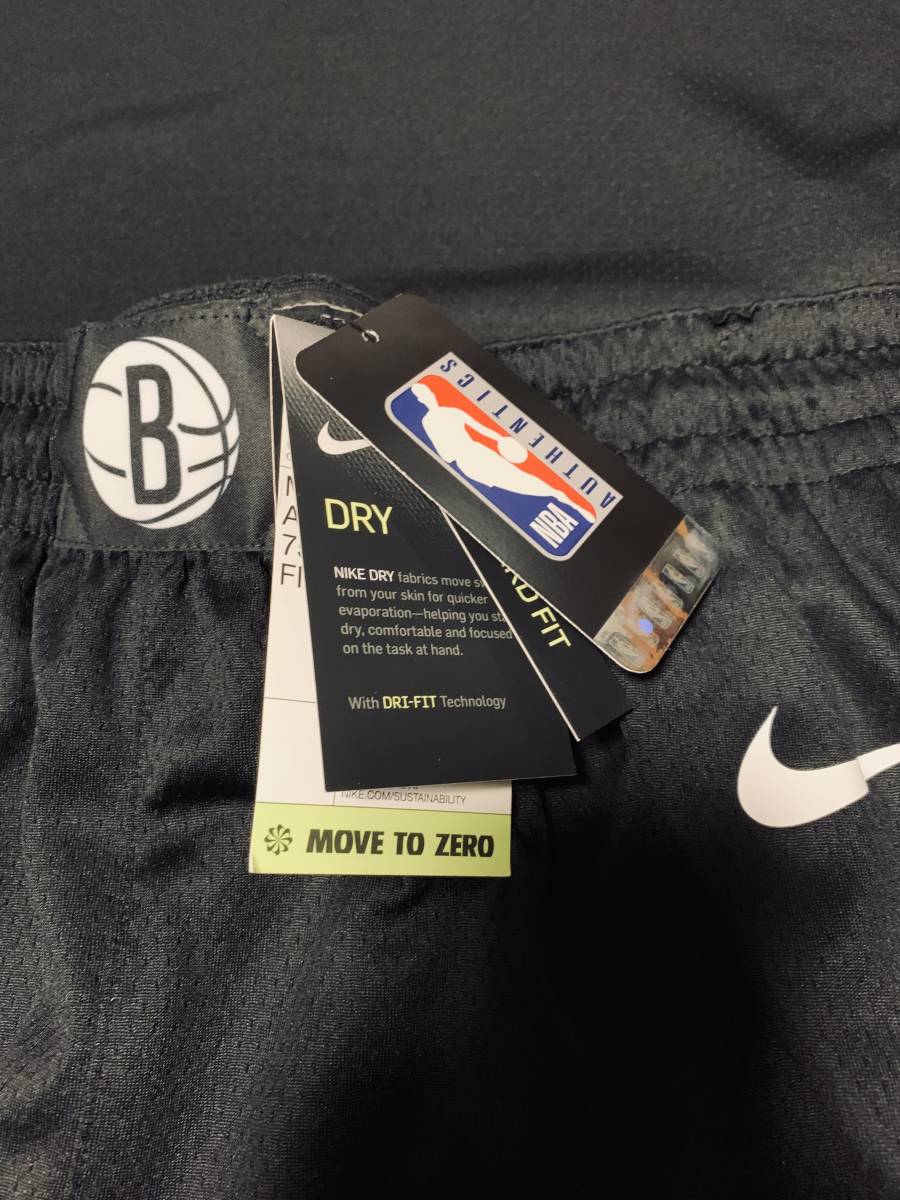 B
AUTHENTICS
NBA
DRY
NIKE DRY fabrics move
from your skin for quicker
evaporation—helping you
dry, comfortable and focused
on the task at hand.
With DRI-FIT Technology
FIT
NIKE.COM/SUSTAINABILITY
MOVE TO ZERO